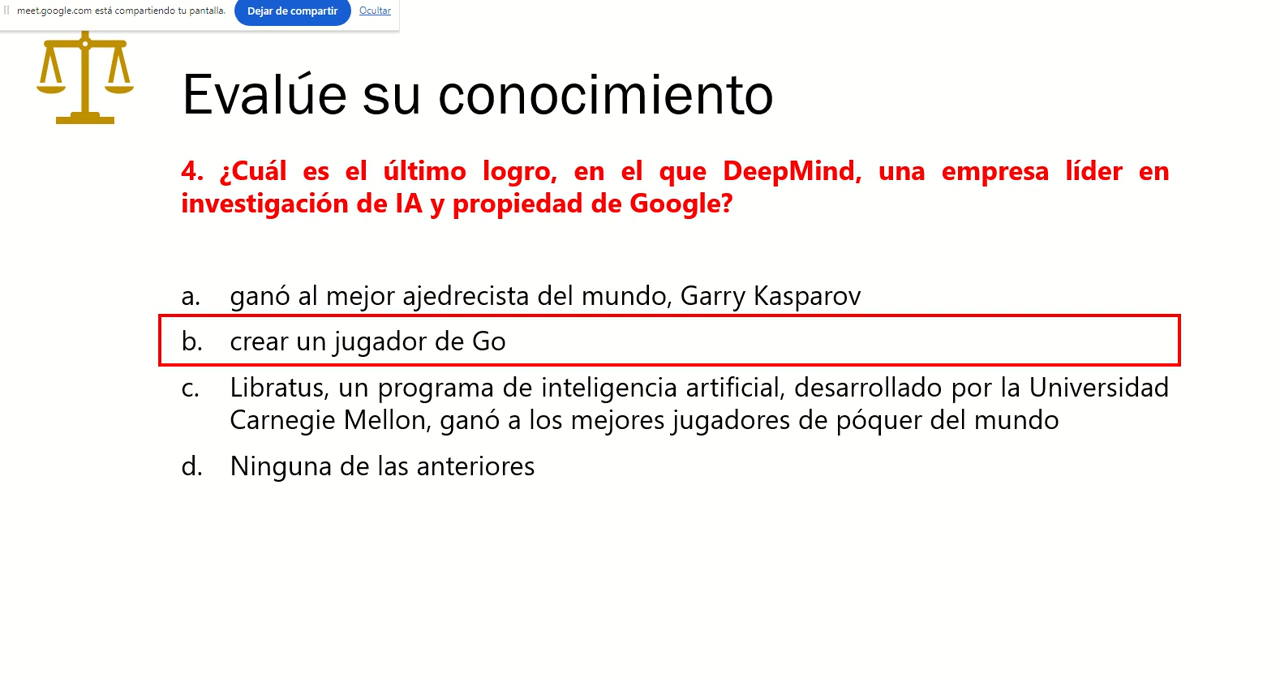 meet.google.com está compartiendo tu pantalla. Dejar de compartir Ocultar
Evalúe su conocimiento
4. ¿Cuál es el último logro, en el que DeepMind, una empresa líder en
investigación de IA y propiedad de Google?
a. ganó al mejor ajedrecista del mundo, Garry Kasparov
b. crear un jugador de Go
c. Libratus, un programa de inteligencia artificial, desarrollado por la Universidad
Carnegie Mellon, ganó a los mejores jugadores de póquer del mundo
d. Ninguna de las anteriores